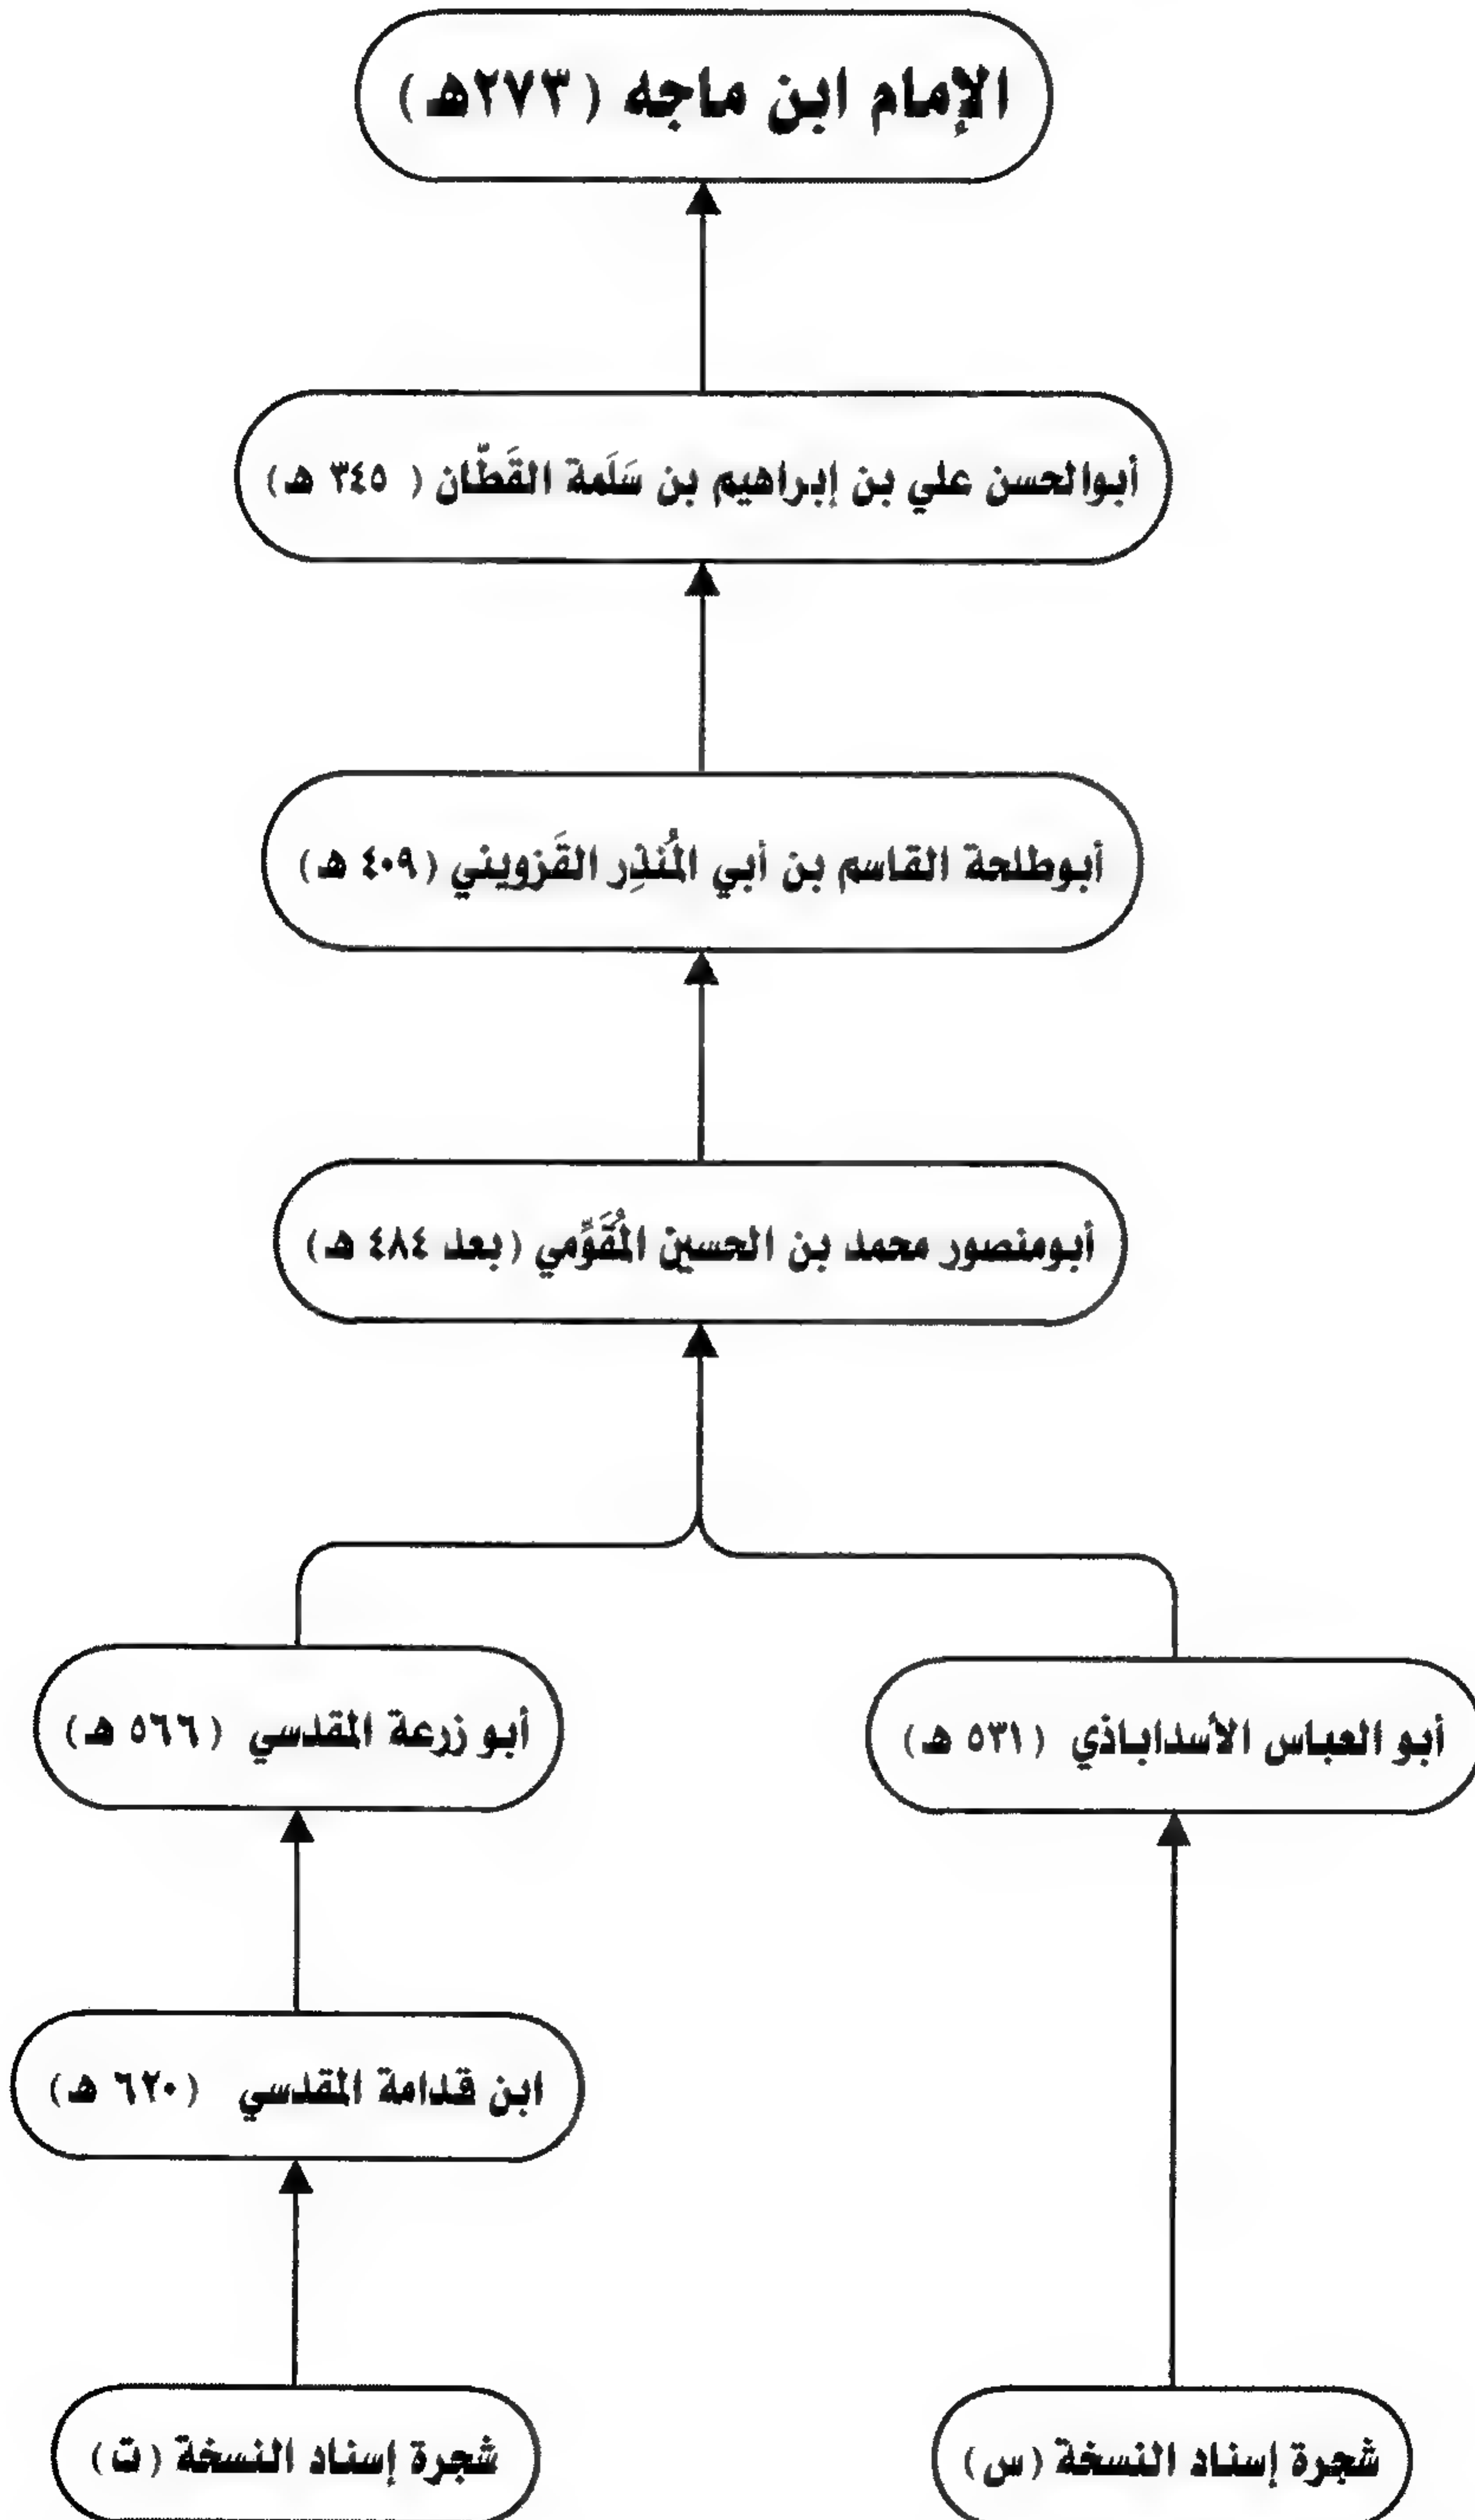 الإمام ابن ماجه (٢٧٣هـ)
أبوالحسن علي بن إبراهيم بن سَلَمة القَطّان ( ٣٤٥ هـ)
أبوطلحة القاسم بن أبي المُنذِر القَزويني (٤٠٩ هـ)
أبومنصور محمد بن الحسين المُقَوِّمي (بعد ٤٨٤ هـ)
أبو العباس الأسداباذي (٥٣١ هـ)
أبو زرعة المقدسي (٥٦٦ هـ)
ابن قدامة المقدسي (٦٢٠ هـ)
شجرة إسناد النسخة (س)
شجرة إسناد النسخة (ت)